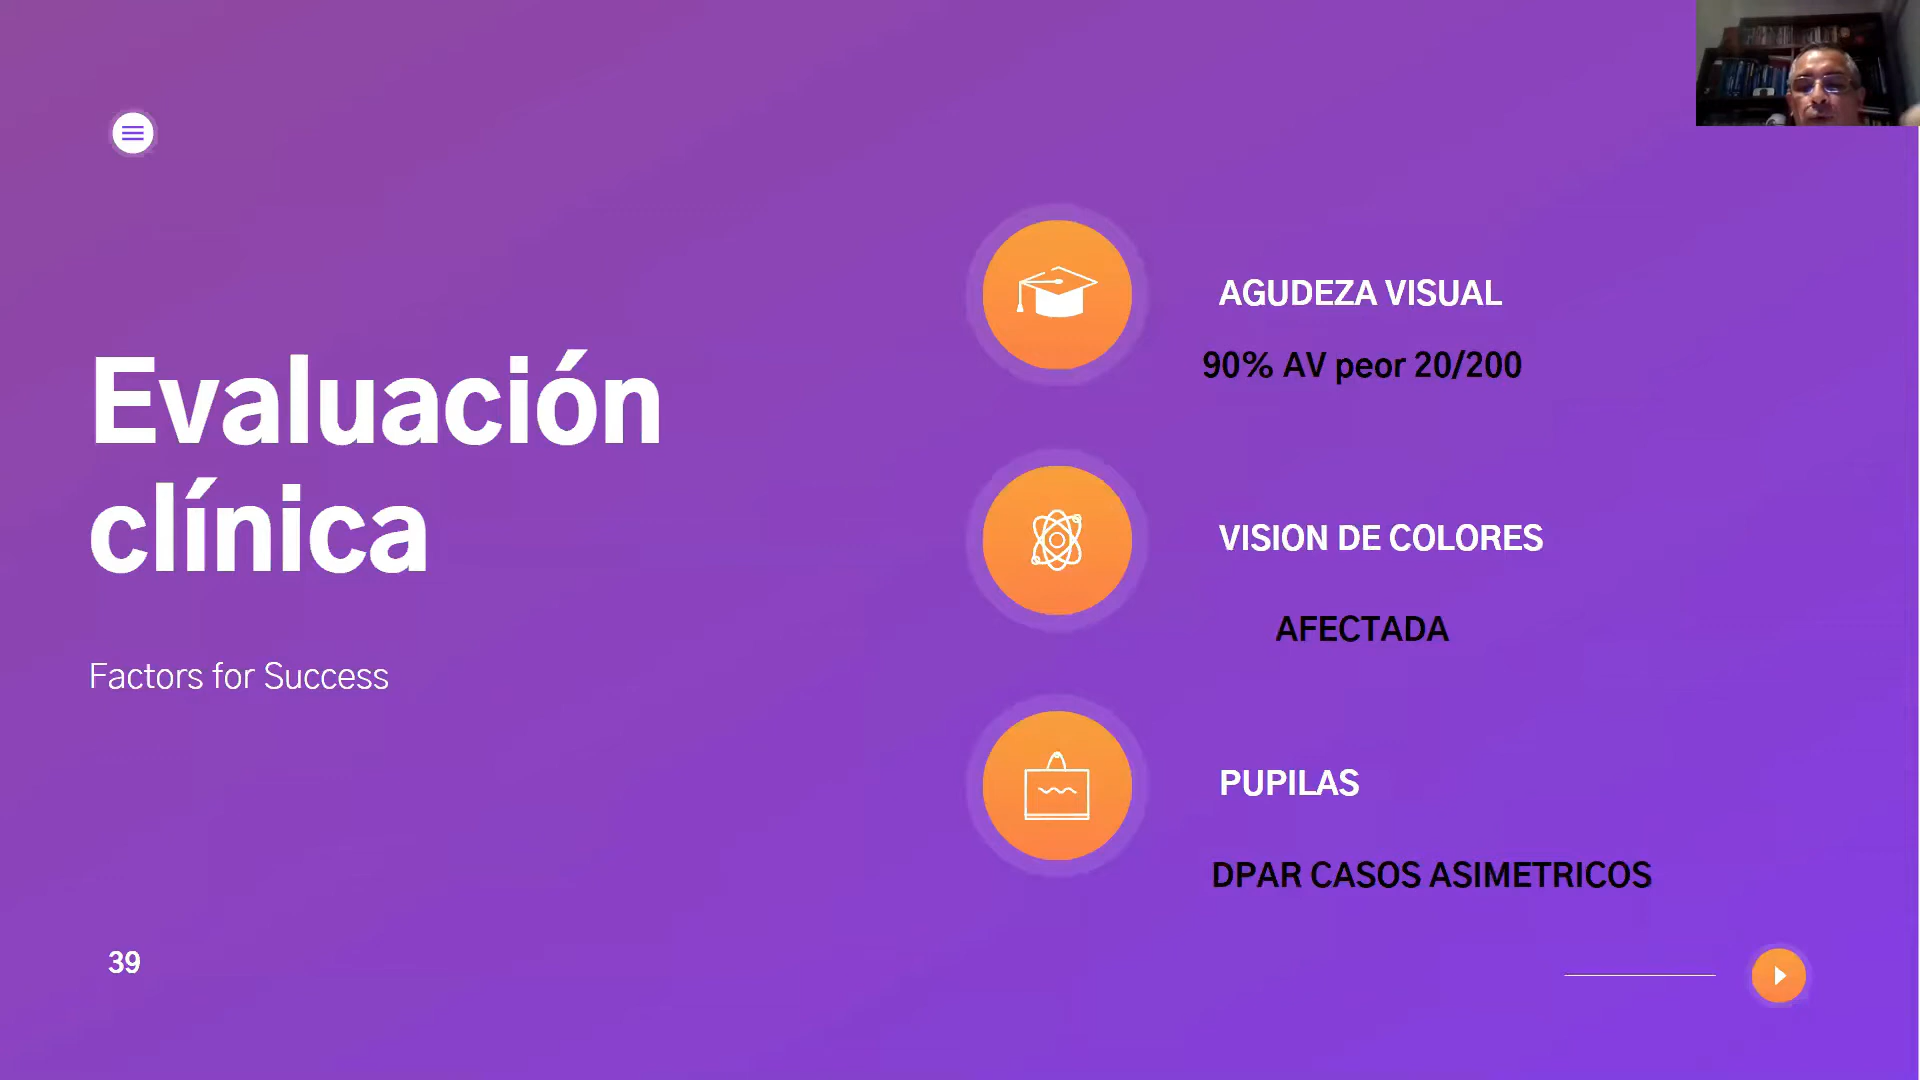 Evaluación
clínica
Factors for Success
39
AGUDEZA VISUAL
90% AV peor 20/200
VISION DE COLORES
AFECTADA
PUPILAS
DPAR CASOS ASIMETRICOS